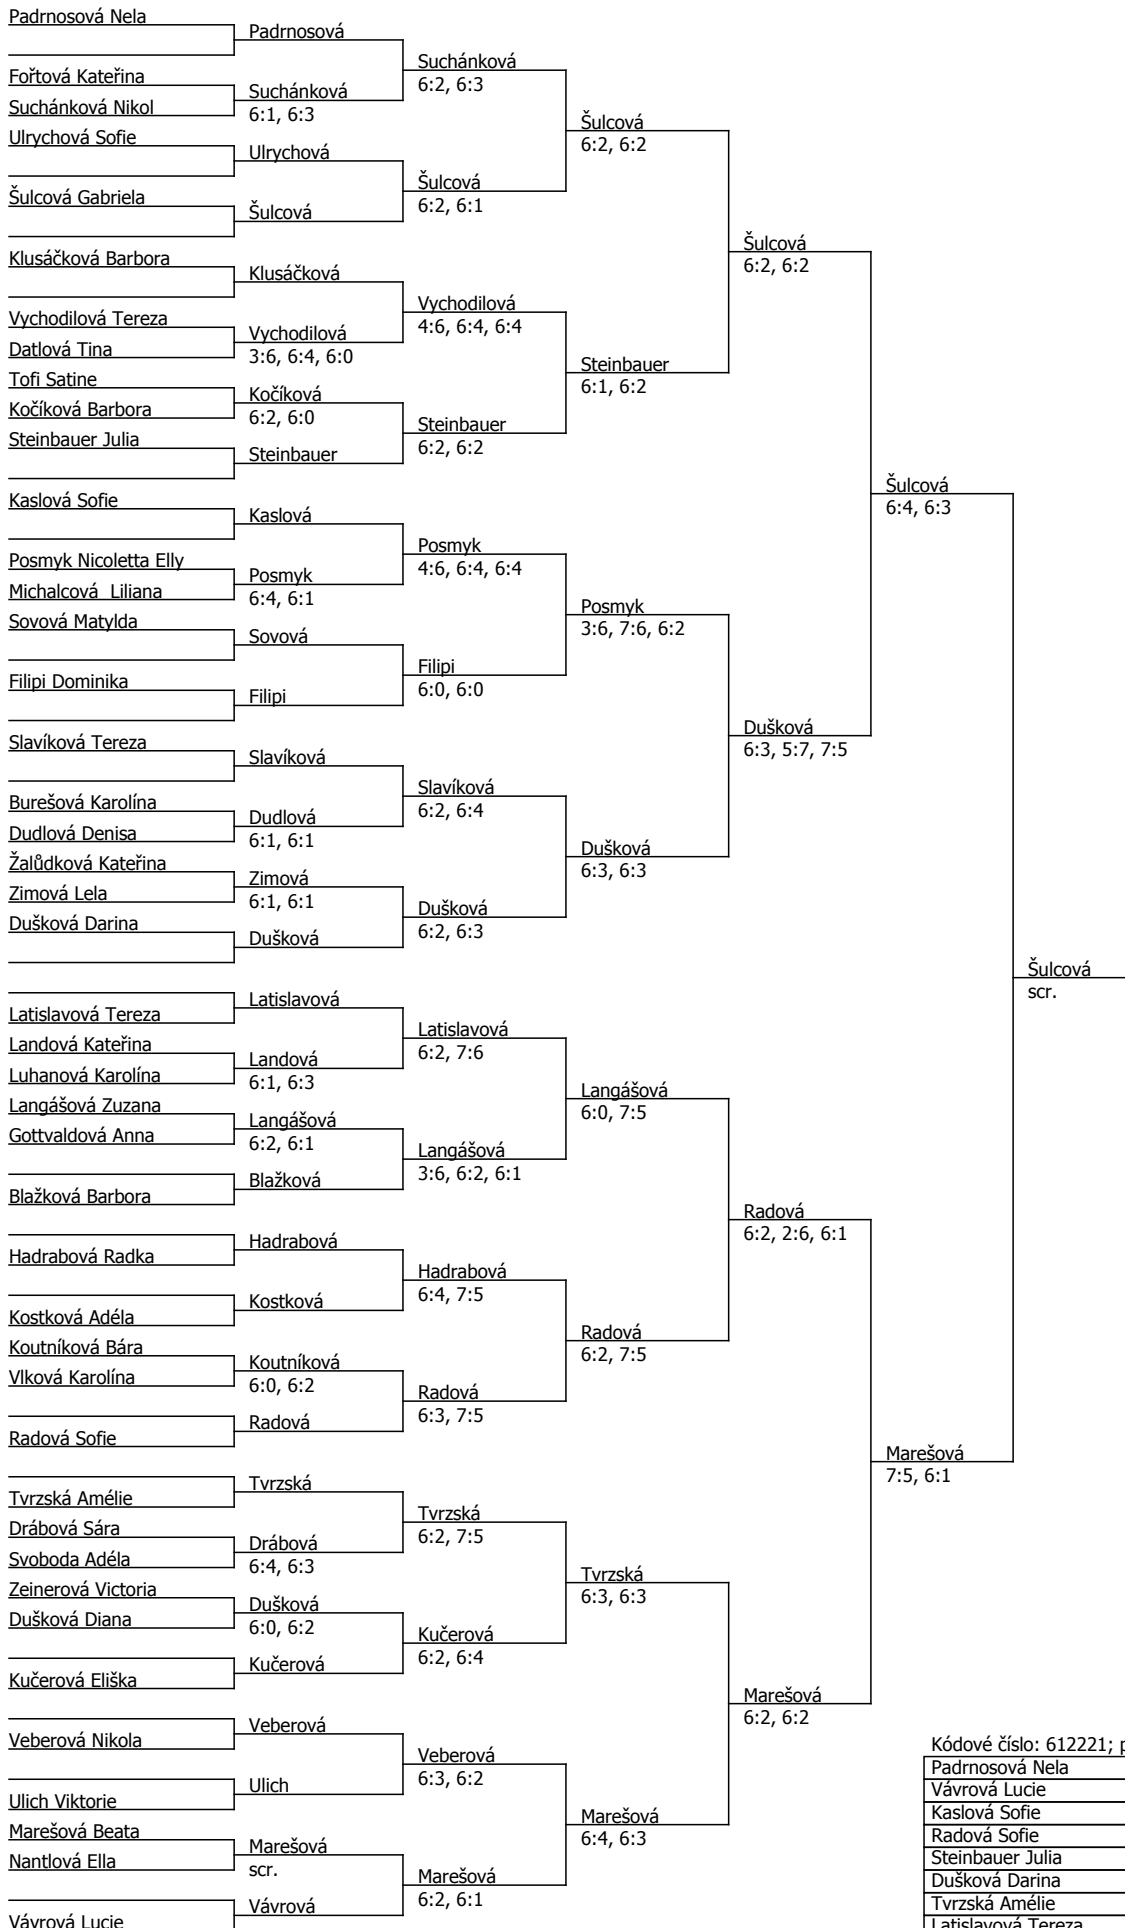 Padrnosová Nela
Fořtová Kateřina
Suchánková Nikol
Ulrychová Sofie
Šulcová Gabriela
Klusáčková Barbora
Vychodilová Tereza
Datlová Tina
Tofi Satine
Kočíková Barbora
Steinbauer Julia
Kaslová Sofie
Posmyk Nicoletta Elly
Michalcová  Liliana
Sovová Matylda
Filipi Dominika
Slavíková Tereza
Burešová Karolína
Dudlová Denisa
Žalůdková Kateřina
Zimová Lela
Dušková Darina
Latislavová Tereza
Landová Kateřina
Luhanová Karolína
Langášová Zuzana
Gottvaldová Anna
Blažková Barbora
Hadrabová Radka
Kostková Adéla
Koutníková Bára
Vlková Karolína
Radová Sofie
Tvrzská Amélie
Drábová Sára
Svoboda Adéla
Zeinerová Victoria
Dušková Diana
Kučerová Eliška
Veberová Nikola
Ulich Viktorie
Marešová Beata
Nantlová Ella
Vávrová Lucie
Padrnosová
Suchánková
6:1, 6:3
Ulrychová
Šulcová
Klusáčková
Vychodilová
3:6, 6:4, 6:0
Kočíková
6:2, 6:0
Steinbauer
Kaslová
Posmyk
6:4, 6:1
Sovová
Filipi
Slavíková
Dudlová
6:1, 6:1
Zimová
6:1, 6:1
Dušková
Latislavová
Landová
6:1, 6:3
Langášová
6:2, 6:1
Blažková
Hadrabová
Kostková
Koutníková
6:0, 6:2
Radová
Tvrzská
Drábová
6:4, 6:3
Dušková
6:0, 6:2
Kučerová
Veberová
Ulich
Marešová
scr.
Vávrová
Suchánková
6:2, 6:3
Šulcová
6:2, 6:1
Vychodilová
4:6, 6:4, 6:4
Steinbauer
6:2, 6:2
Posmyk
4:6, 6:4, 6:4
Filipi
6:0, 6:0
Slavíková
6:2, 6:4
Dušková
6:2, 6:3
Latislavová
6:2, 7:6
Langášová
3:6, 6:2, 6:1
Hadrabová
6:4, 7:5
Radová
6:3, 7:5
Tvrzská
6:2, 7:5
Kučerová
6:2, 6:4
Veberová
6:3, 6:2
Marešová
6:2, 6:1
Šulcová
6:2, 6:2
Steinbauer
6:1, 6:2
Posmyk
3:6, 7:6, 6:2
Dušková
6:3, 6:3
Langášová
6:0, 7:5
Radová
6:2, 7:5
Tvrzská
6:3, 6:3
Marešová
6:4, 6:3
Šulcová
6:2, 6:2
Dušková
6:3, 5:7, 7:5
Radová
6:2, 2:6, 6:1
Marešová
6:2, 6:2
Šulcová
6:4, 6:3
Marešová
7:5, 6:1
Šulcová
scr.
Kódové číslo: 612221; p
Padrnosová Nela
Vávrová Lucie
Kaslová Sofie
Radová Sofie
Steinbauer Julia
Dušková Darina
Tvrzská Amélie
Latislavová Tereza